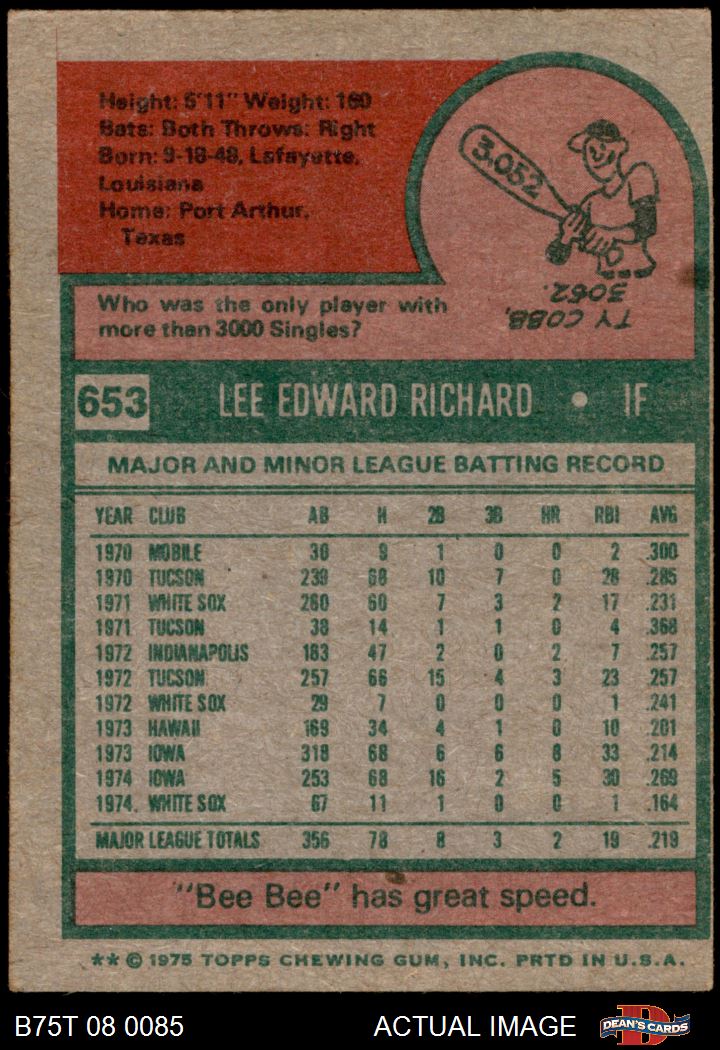 Height: 5'11" Weight: 160
Bats: Both Throws: Right
Born: 9-18-48, Lafayette,
Louisiana
Home: Port Arthur,
Texas
3,052
TY COBB,
3052.
Who was the only player with
more than 3000 Singles?
653 LEE EDWARD RICHARD • IF
MAJOR AND MINOR LEAGUE BATTING RECORD
YEAR CLUB AB H 2B 3B HR RBI AVG
1970 MOBILE 30 9 1 0 0 2 .300
1970 TUCSON 239 68 10 7 0 26 .285
1971 WHITE SOX 260 60 7 3 2 17 .231
1971 TUCSON 38 14 1 1 0 4 .368
1972 INDIANAPOLIS 183 47 2 0 2 7 .257
1972 TUCSON 257 66 15 4 3 23 .257
1972 WHITE SOX 29 7 0 0 0 1 .241
1973 HAWAII 169 34 4 1 0 10 .201
1973 IOWA 318 68 6 6 8 33 .214
1974 IOWA 253 68 16 2 5 30 .269
1974. WHITE SOX 67 11 1 0 0 1 .164
MAJOR LEAGUE TOTALS 356 78 8 3 2 19 .219
"Bee Bee" has great speed.
** © 1975 TOPPS CHEWING GUM, INC. PRTD IN U.S.A.
B75T 08 0085 ACTUAL IMAGE DEAN'S CARDS